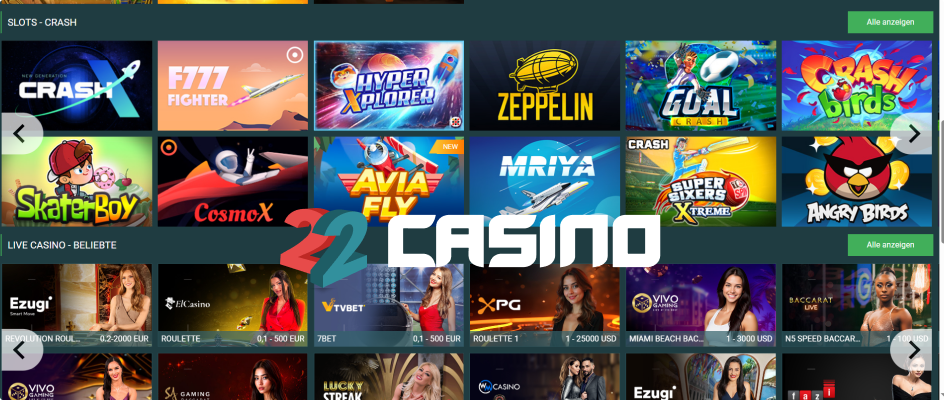 SLOTS - CRASH
Alle anzeigen
NEW GENERATION
CRASH X
F777
FIGHTER
HYPER
XPLORER
ZEPPELIN
GOAL
CRASH
CRASH
birds
SkaterBoy
CosmoX
NEW
AVIA
FLY
MRIYA
CRASH
SUPER
SIXERS
XTREME
ANGRY BIRDS
22 CASINO
LIVE CASINO - BELIEBTE
Alle anzeigen
Ezugi
Smart Move
REVOLUTION ROUL... 0.2-2000 EUR
ElCasino
ROULETTE 0,1 - 500 EUR
TVBET
7BET 0,1 - 500 EUR
XPG
ROULETTE 1 1 - 25000 USD
VIVO
GAMING
MIAMI BEACH BAC... 1 - 3000 USD
BACCARAT
LIVE
N5 SPEED BACCAR... 1 - 100 USD
VIVO
GAMING
SA
GAMING
LUCKY
STREAK
CASINO
Ezugi
fazi